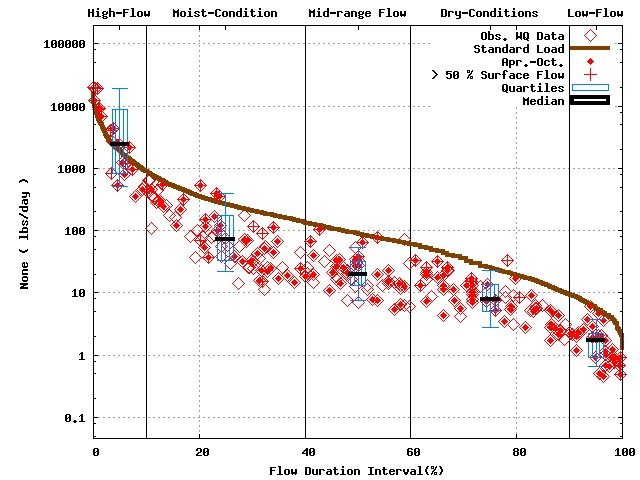 High-Flow Moist-Condition Mid-range Flow Dry-Conditions Low-Flow
Obs. WQ Data
Standard Load
Apr.-Oct.
> 50 % Surface Flow
Quartiles
Median
100000
10000
1000
100
10
1
0.1
None ( lbs/day )
0 20 40 60 80 100
Flow Duration Interval(%)